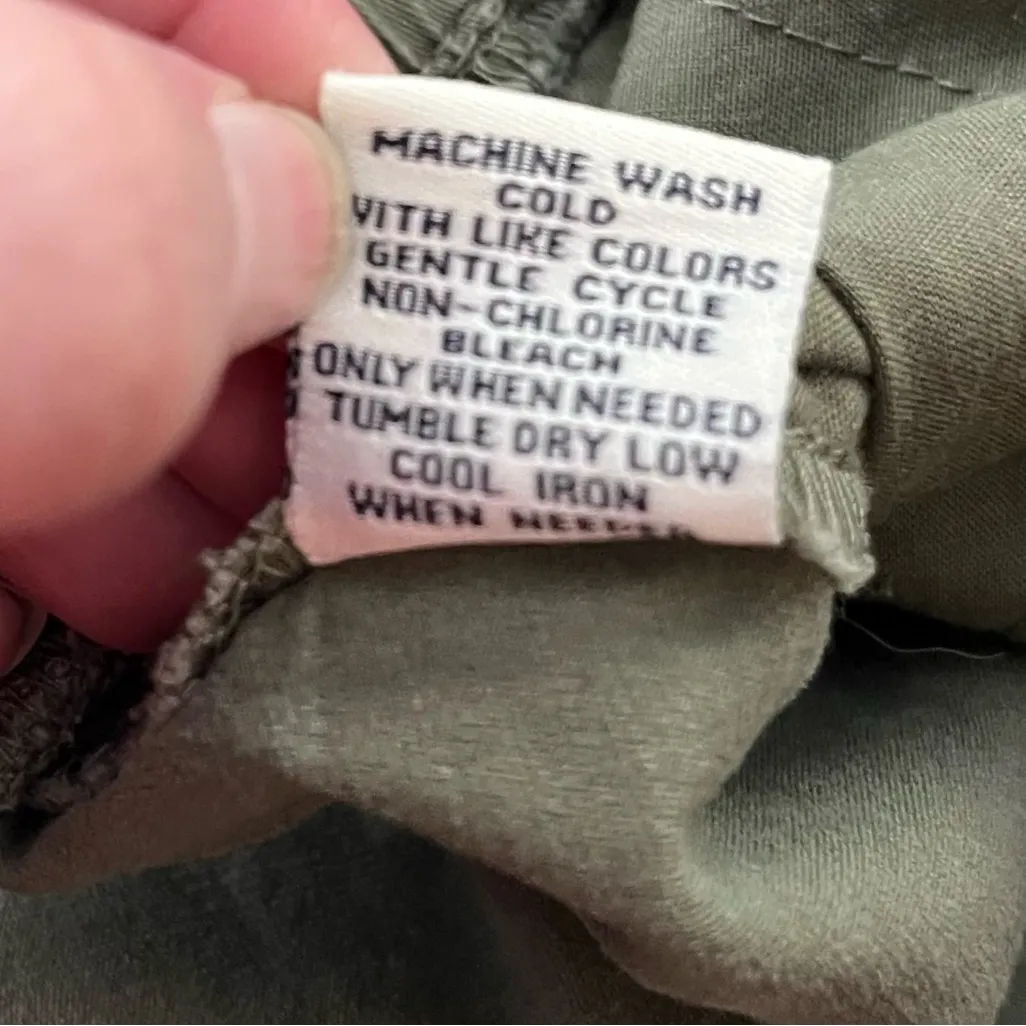 MACHINE WASH
COLD
WITH LIKE COLORS
GENTLE CYCLE
NON-CHLORINE
BLEACH
ONLY WHEN NEEDED
TUMBLE DRY LOW
COOL IRON
WHEN NEEDED